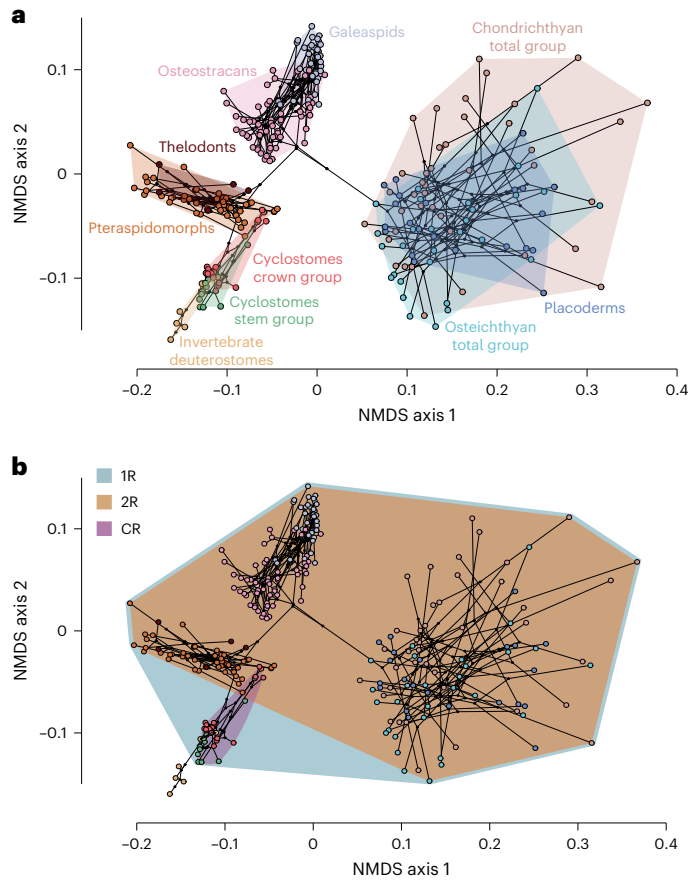 a
Galeaspids
Chondrichthyan
total group
Osteostracans
Thelodonts
Pteraspidomorphs
Cyclostomes
crown group
Cyclostomes
stem group
Invertebrate
deuterostomes
Placoderms
Osteichthyan
total group
0.1
0
−0.1
NMDS axis 2
−0.2
−0.1
0
0.1
0.2
0.3
0.4
NMDS axis 1
b
1R
2R
CR
0.1
0
−0.1
NMDS axis 2
−0.2
−0.1
0
0.1
0.2
0.3
0.4
NMDS axis 1